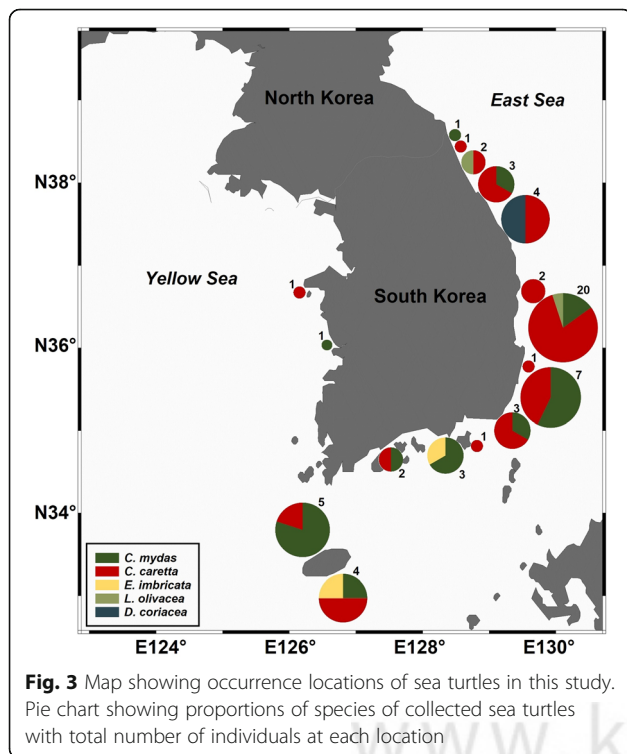 North Korea
East Sea
1
1
2
3
N38°
4
Yellow Sea
1
South Korea
2
20
1
N36°
1
7
3
1
2
3
N34°
5
4
C. mydas
C. caretta
E. imbricata
L. olivacea
D. coriacea
E124°
E126°
E128°
E130°
Fig. 3 Map showing occurrence locations of sea turtles in this study.
Pie chart showing proportions of species of collected sea turtles
with total number of individuals at each location
www.k